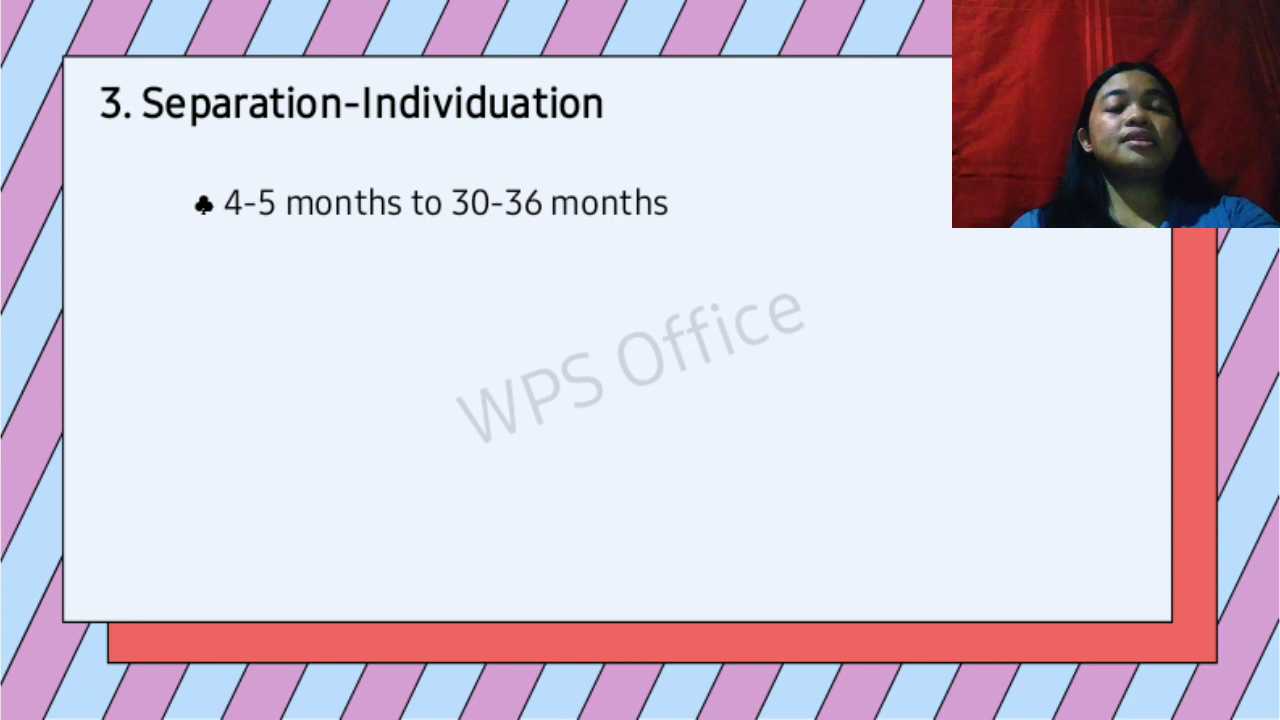 3. Separation-Individuation
♣ 4-5 months to 30-36 months
WPS Office